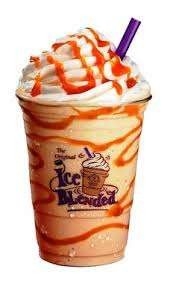 The Original
Ice
Blended